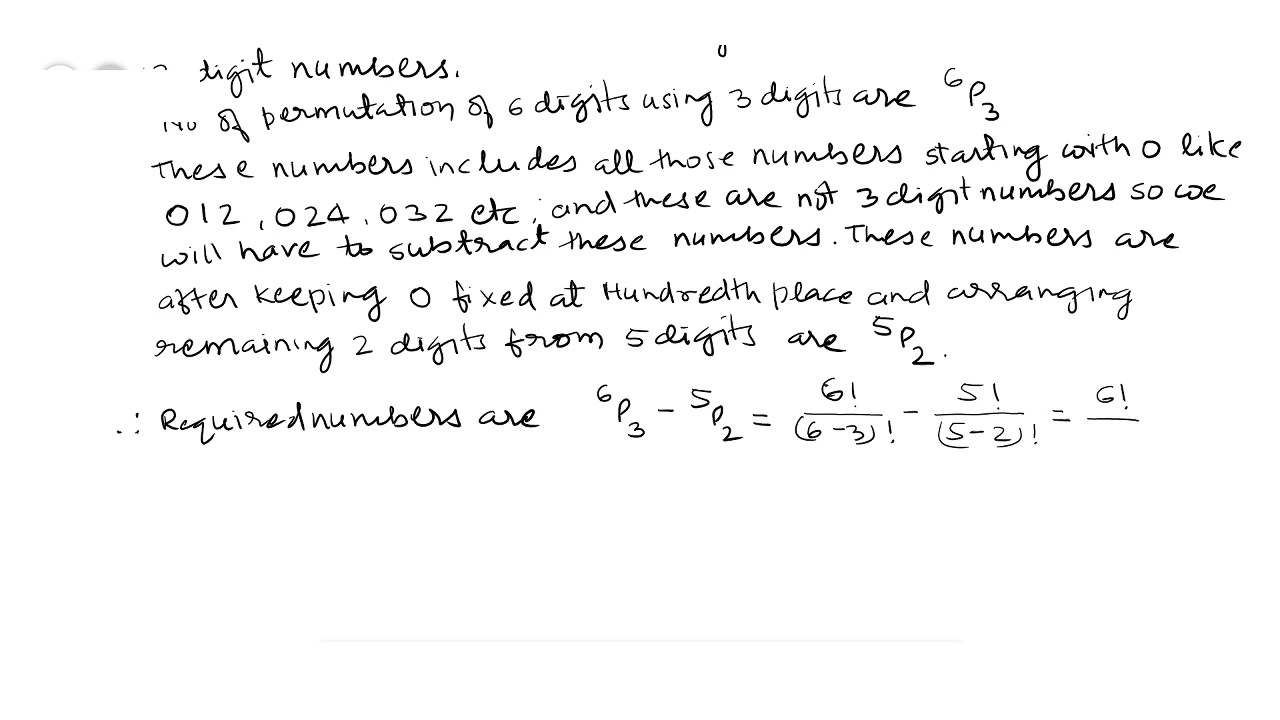 digit numbers.
of permutation of 6 digits using 3 digits are ⁶P₃
These numbers includes all those numbers starting with 0 like
012, 024, 032 etc, and these are not 3 digit numbers so we
will have to subtract these numbers. These numbers are
after keeping 0 fixed at Hundredth place and arranging
remaining 2 digits from 5 digits are ⁵P₂.
∴ Required numbers are ⁶P₃ - ⁵P₂ = 6!/(6-3)! - 5!/(5-2)! = 6!/